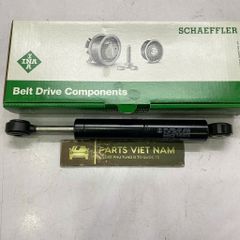 SCHAEFFLER
INA
Belt Drive Components
PARTS VIET NAM